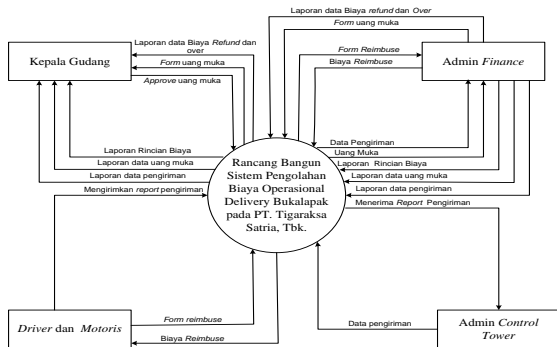 Laporan data Biaya refund dan Over
Form uang muka
Laporan data Biaya Refund dan
over
Form uang muka
Approve uang muka
Form Reimbuse
Biaya Reimbuse
Kepala Gudang
Admin Finance
Data Pengiriman
Uang Muka
Laporan Rincian Biaya
Laporan data uang muka
Laporan data pengiriman
Menerima Report Pengiriman
Laporan Rincian Biaya
Laporan data uang muka
Laporan data pengiriman
Mengirimkan report pengiriman
Rancang Bangun
Sistem Pengolahan
Biaya Operasional
Delivery Bukalapak
pada PT. Tigaraksa
Satria, Tbk.
Driver dan Motoris
Form reimbuse
Biaya Reimbuse
Data pengiriman
Admin Control
Tower